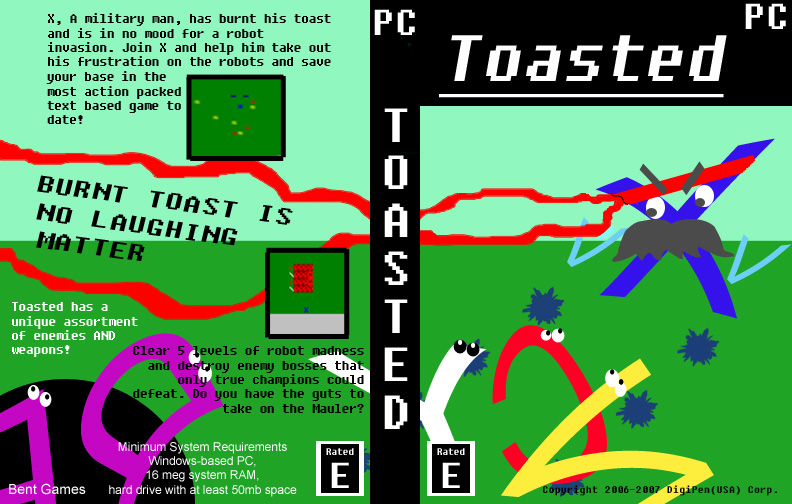 X, A military man, has burnt his toast
and is in no mood for a robot
invasion. Join X and help him take out
his frustration on the robots and save
your base in the
most action packed
text based game to
date!
BURNT TOAST IS
NO LAUGHING
MATTER
Toasted has a
unique assortment
of enemies AND
weapons!
Clear 5 levels of robot madness
and destroy enemy bosses that
only true champions could
defeat. Do you have the guts to
take on the Mauler?
Minimum System Requirements
Windows-based PC,
16 meg system RAM,
hard drive with at least 50mb space
Bent Games
Rated
E
PC
TOASTED
PC
Toasted
Rated
E
Copyright 2006-2007 DigiPen(USA) Corp.